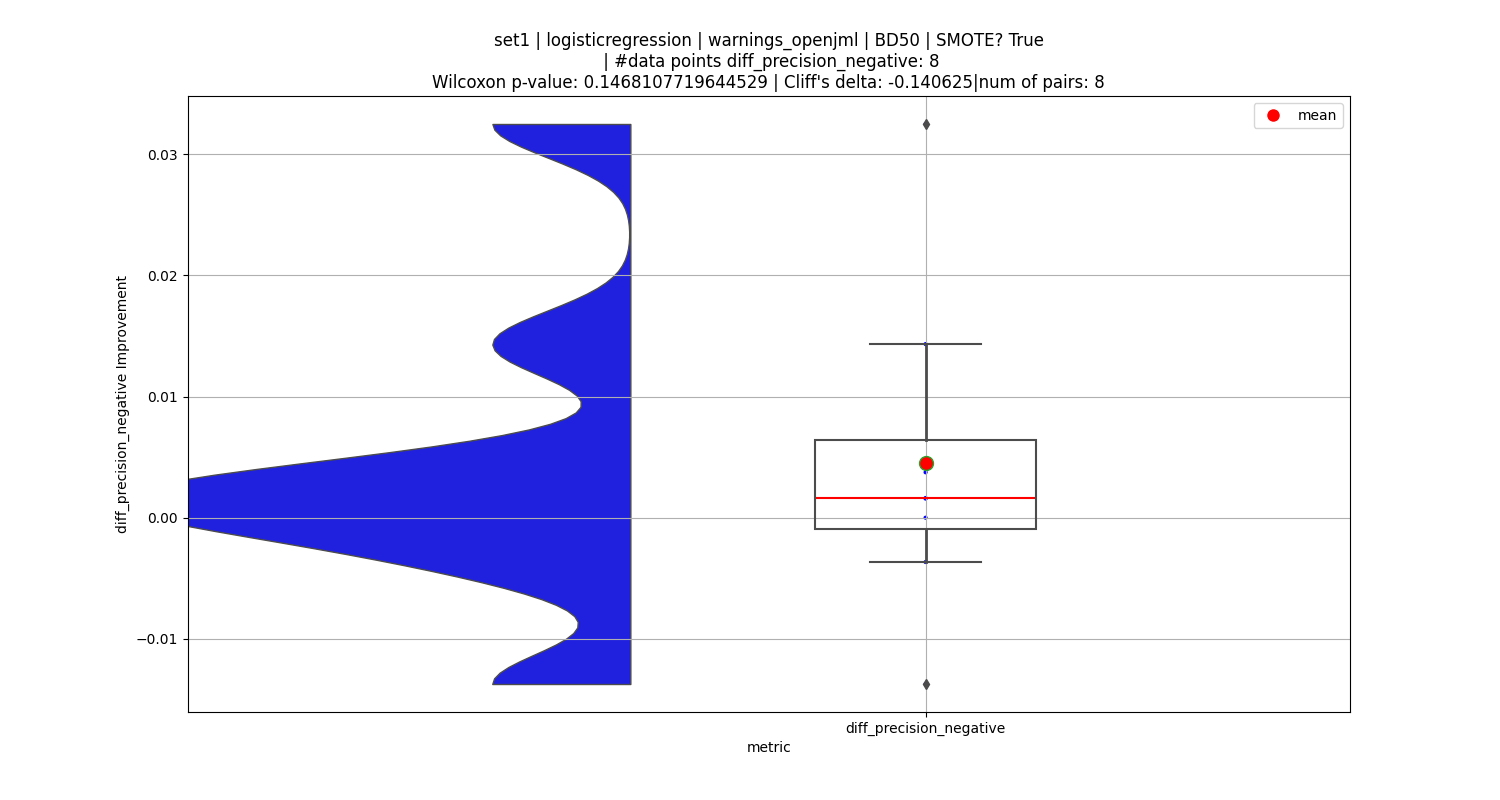 set1 | logisticregression | warnings_openjml | BD50 | SMOTE? True
| #data points diff_precision_negative: 8
Wilcoxon p-value: 0.1468107719644529 | Cliff's delta: -0.140625|num of pairs: 8
mean
0.03
0.02
0.01
0.00
−0.01
diff_precision_negative Improvement
diff_precision_negative
metric